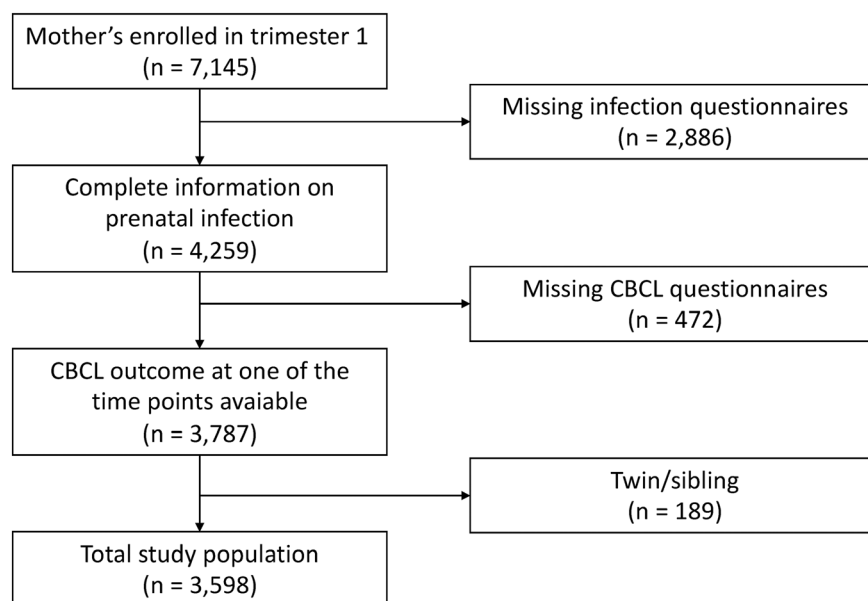 Mother's enrolled in trimester 1
(n = 7,145)
Missing infection questionnaires
(n = 2,886)
Complete information on
prenatal infection
(n = 4,259)
Missing CBCL questionnaires
(n = 472)
CBCL outcome at one of the
time points avaiable
(n = 3,787)
Twin/sibling
(n = 189)
Total study population
(n = 3,598)